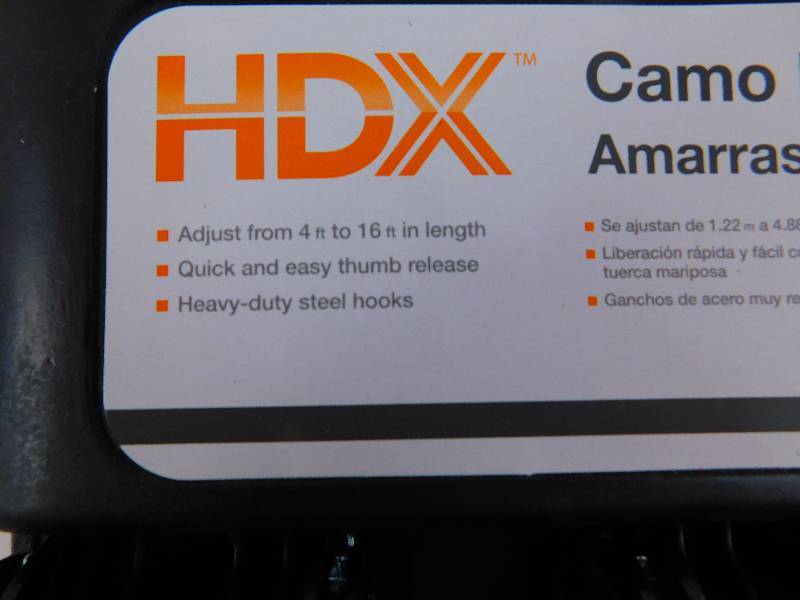 HDX™
Adjust from 4 ft to 16 ft in length
Quick and easy thumb release
Heavy-duty steel hooks
Camo
Amarras
Se ajustan de 1.22 m a 4.88
Liberación rápida y fácil
tuerca mariposa
Ganchos de acero muy